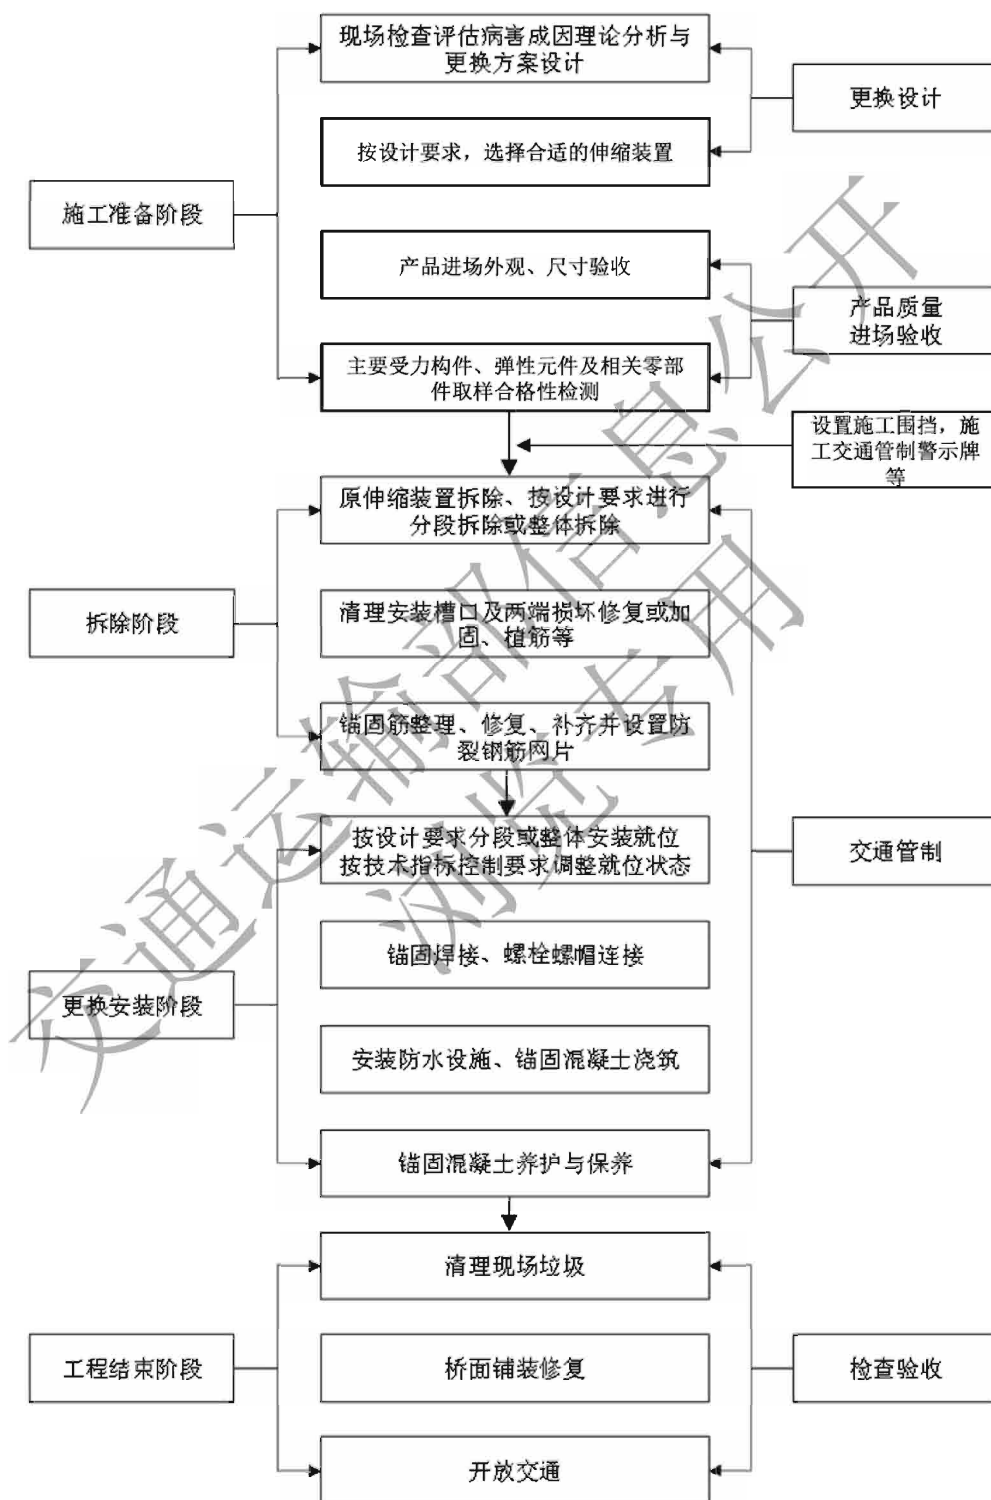 现场检查评估病害成因理论分析与
更换方案设计
更换设计
按设计要求，选择合适的伸缩装置
施工准备阶段
产品进场外观、尺寸验收
产品质量
进场验收
主要受力构件、弹性元件及相关零部
件取样合格性检测
设置施工围挡，施
工交通管制警示牌
等
原伸缩装置拆除、按设计要求进行
分段拆除或整体拆除
拆除阶段
清理安装槽口及两端损坏修复或加
固、植筋等
锚固筋整理、修复、补齐并设置防
裂钢筋网片
按设计要求分段或整体安装就位
按技术指标控制要求调整就位状态
交通管制
锚固焊接、螺栓螺帽连接
更换安装阶段
安装防水设施、锚固混凝土浇筑
锚固混凝土养护与保养
清理现场垃圾
工程结束阶段
桥面铺装修复
检查验收
开放交通
交通运输部信息公开
浏览专用